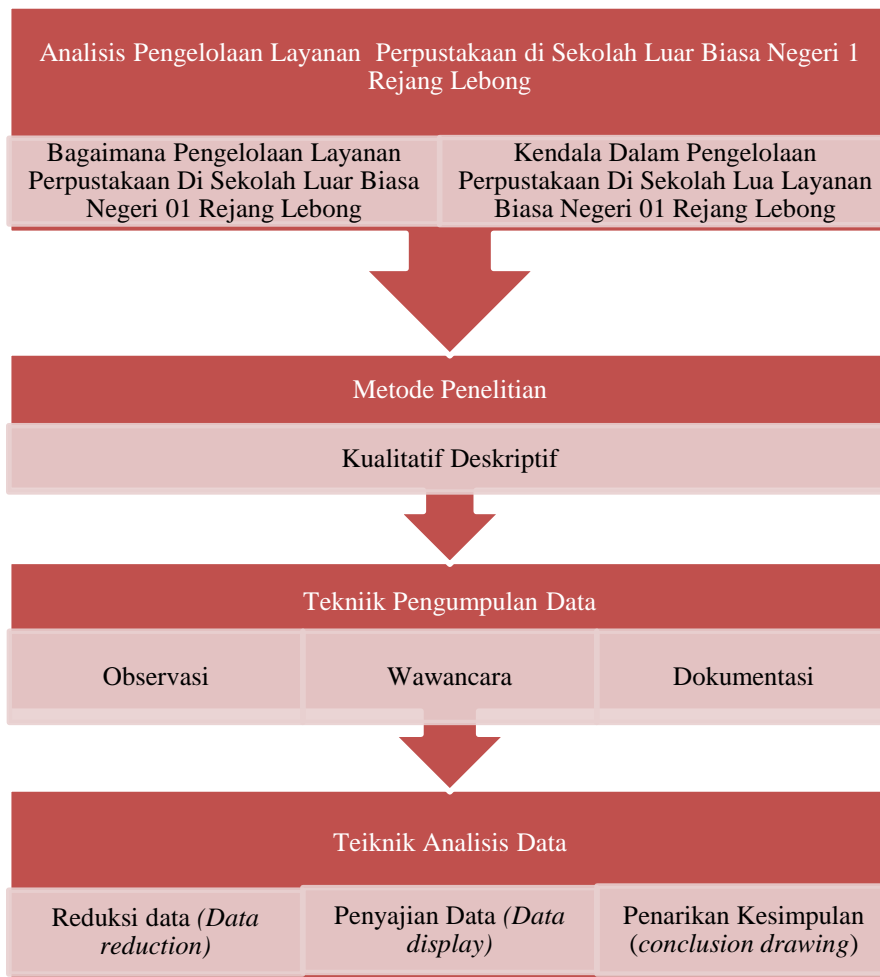 Analisis Pengelolaan Layanan  Perpustakaan di Sekolah Luar Biasa Negeri 1
Rejang Lebong
Bagaimana Pengelolaan Layanan
Perpustakaan Di Sekolah Luar Biasa
Negeri 01 Rejang Lebong
Kendala Dalam Pengelolaan
Perpustakaan Di Sekolah Lua Layanan
Biasa Negeri 01 Rejang Lebong
Metode Penelitian
Kualitatif Deskriptif
Tekniik Pengumpulan Data
Observasi
Wawancara
Dokumentasi
Teiknik Analisis Data
Reduksi data (Data
reduction)
Penyajian Data (Data
display)
Penarikan Kesimpulan
(conclusion drawing)